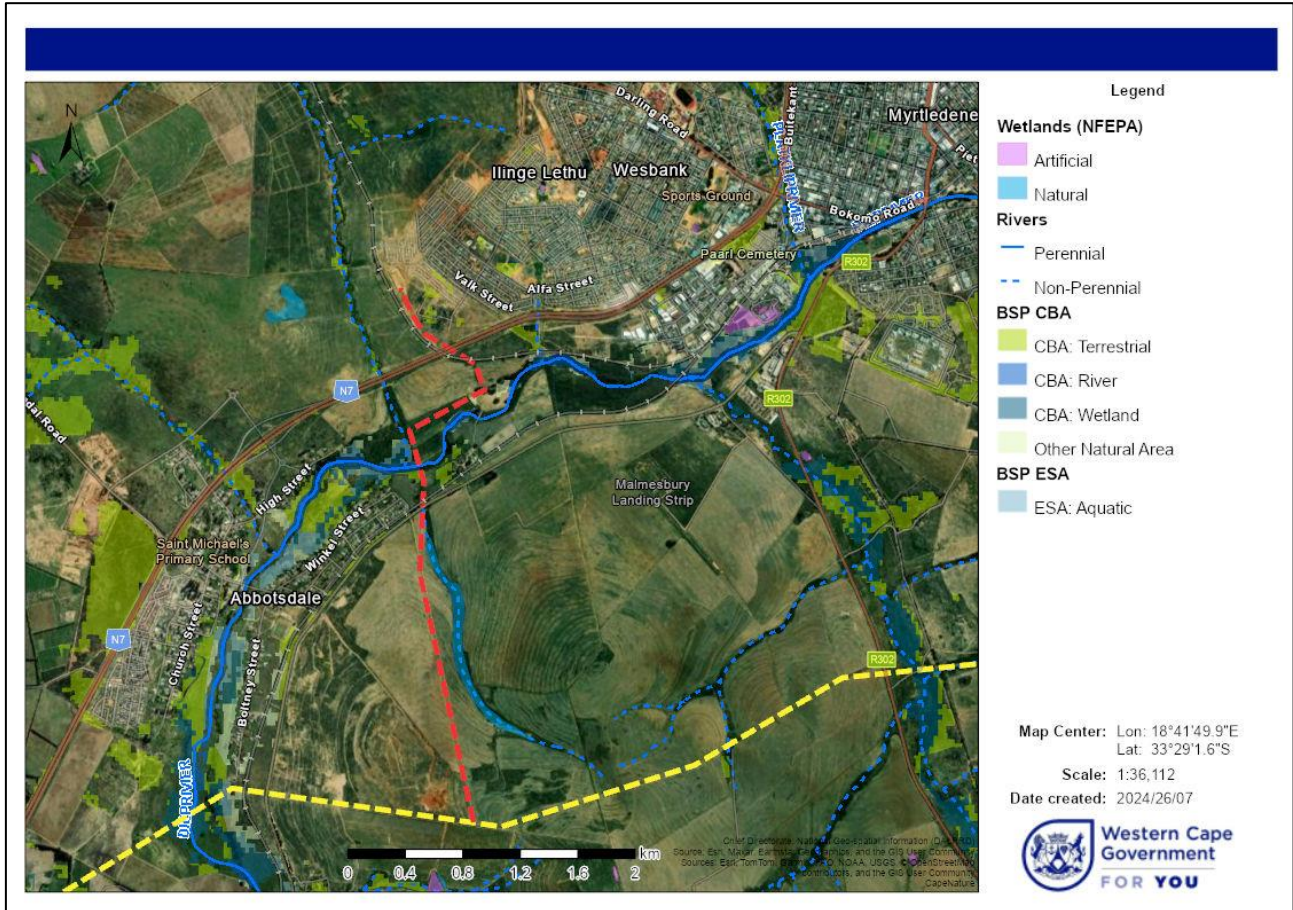 N
Darling Road
Buitekant
Myrtledene
Ilinge Lethu
Wesbank
Sports Ground
Bokomo Road
Paarl Cemetery
R302
Valk Street
Alfa Street
N7
R302
dal Road
High Street
Malmesbury
Landing Strip
Saint Michael's
Primary School
Winkel Street
Abbotsdale
N7
Church Street
Boltney Street
R302
DIEPRIVIER
km
0 0.4 0.8 1.2 1.6 2
Legend
Wetlands (NFEPA)
Artificial
Natural
Rivers
Perennial
Non-Perennial
BSP CBA
CBA: Terrestrial
CBA: River
CBA: Wetland
Other Natural Area
BSP ESA
ESA: Aquatic
Map Center: Lon: 18°41'49.9"E
Lat: 33°29'1.6"S
Scale: 1:36,112
Date created: 2024/26/07
Western Cape
Government
FOR YOU